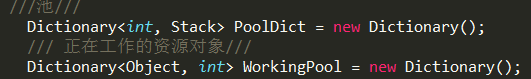 ///池///
Dictionary<int, Stack> PoolDict = new Dictionary();
/// 正在工作的资源对象///
Dictionary<Object, int> WorkingPool = new Dictionary();